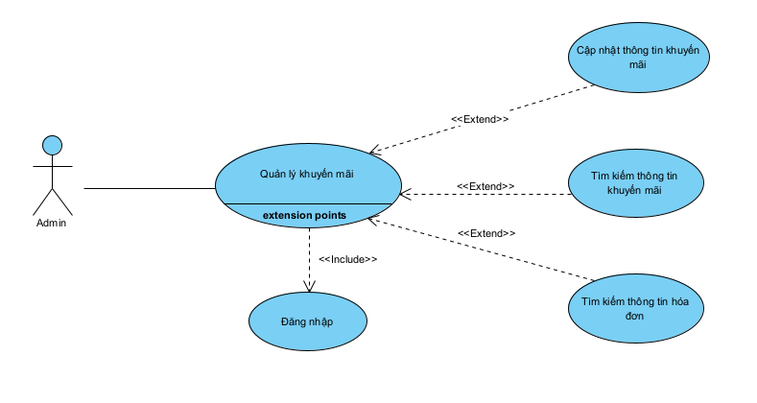 Cập nhật thông tin khuyến
mãi
<<Extend>>
Quản lý khuyến mãi
Tìm kiếm thông tin
khuyến mãi
<<Extend>>
extension points
Admin
<<Extend>>
<<Include>>
Tìm kiếm thông tin hóa
đơn
Đăng nhập